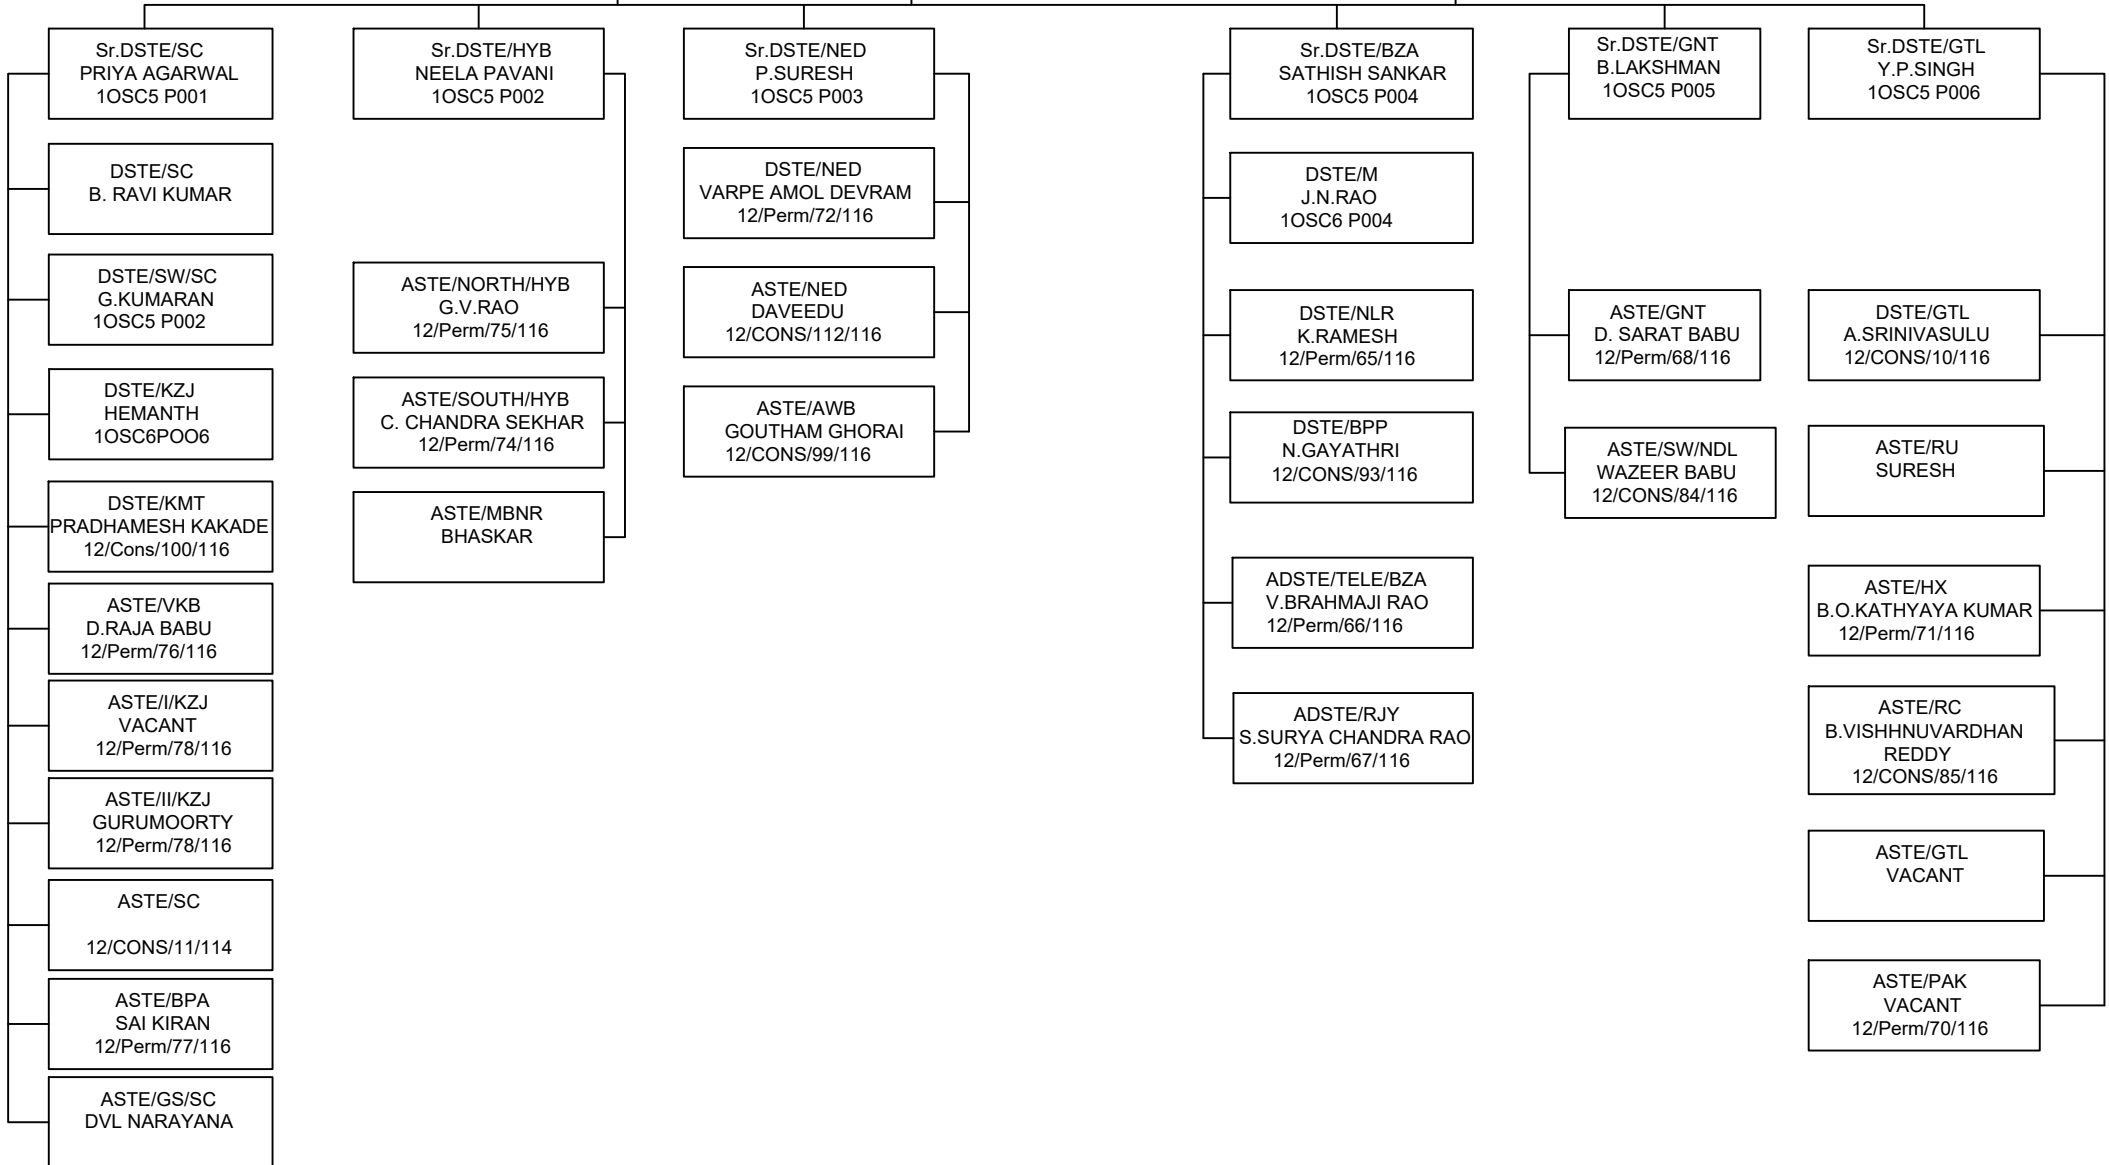 Sr.DSTE/SC
PRIYA AGARWAL
1OSC5 P001
DSTE/SC
B. RAVI KUMAR
DSTE/SW/SC
G.KUMARAN
1OSC5 P002
DSTE/KZJ
HEMANTH
1OSC6POO6
DSTE/KMT
PRADHAMESH KAKADE
12/Cons/100/116
ASTE/VKB
D.RAJA BABU
12/Perm/76/116
ASTE/I/KZJ
VACANT
12/Perm/78/116
ASTE/II/KZJ
GURUMOORTY
12/Perm/78/116
ASTE/SC
12/CONS/11/114
ASTE/BPA
SAI KIRAN
12/Perm/77/116
ASTE/GS/SC
DVL NARAYANA
Sr.DSTE/HYB
NEELA PAVANI
1OSC5 P002
ASTE/NORTH/HYB
G.V.RAO
12/Perm/75/116
ASTE/SOUTH/HYB
C. CHANDRA SEKHAR
12/Perm/74/116
ASTE/MBNR
BHASKAR
Sr.DSTE/NED
P.SURESH
1OSC5 P003
DSTE/NED
VARPE AMOL DEVRAM
12/Perm/72/116
ASTE/NED
DAVEEDU
12/CONS/112/116
ASTE/AWB
GOUTHAM GHORAI
12/CONS/99/116
Sr.DSTE/BZA
SATHISH SANKAR
1OSC5 P004
DSTE/M
J.N.RAO
1OSC6 P004
DSTE/NLR
K.RAMESH
12/Perm/65/116
DSTE/BPP
N.GAYATHRI
12/CONS/93/116
ADSTE/TELE/BZA
V.BRAHMAJI RAO
12/Perm/66/116
ADSTE/RJY
S.SURYA CHANDRA RAO
12/Perm/67/116
Sr.DSTE/GNT
B.LAKSHMAN
1OSC5 P005
ASTE/GNT
D. SARAT BABU
12/Perm/68/116
ASTE/SW/NDL
WAZEER BABU
12/CONS/84/116
Sr.DSTE/GTL
Y.P.SINGH
1OSC5 P006
DSTE/GTL
A.SRINIVASULU
12/CONS/10/116
ASTE/RU
SURESH
ASTE/HX
B.O.KATHYAYA KUMAR
12/Perm/71/116
ASTE/RC
B.VISHHNUVARDHAN
REDDY
12/CONS/85/116
ASTE/GTL
VACANT
ASTE/PAK
VACANT
12/Perm/70/116